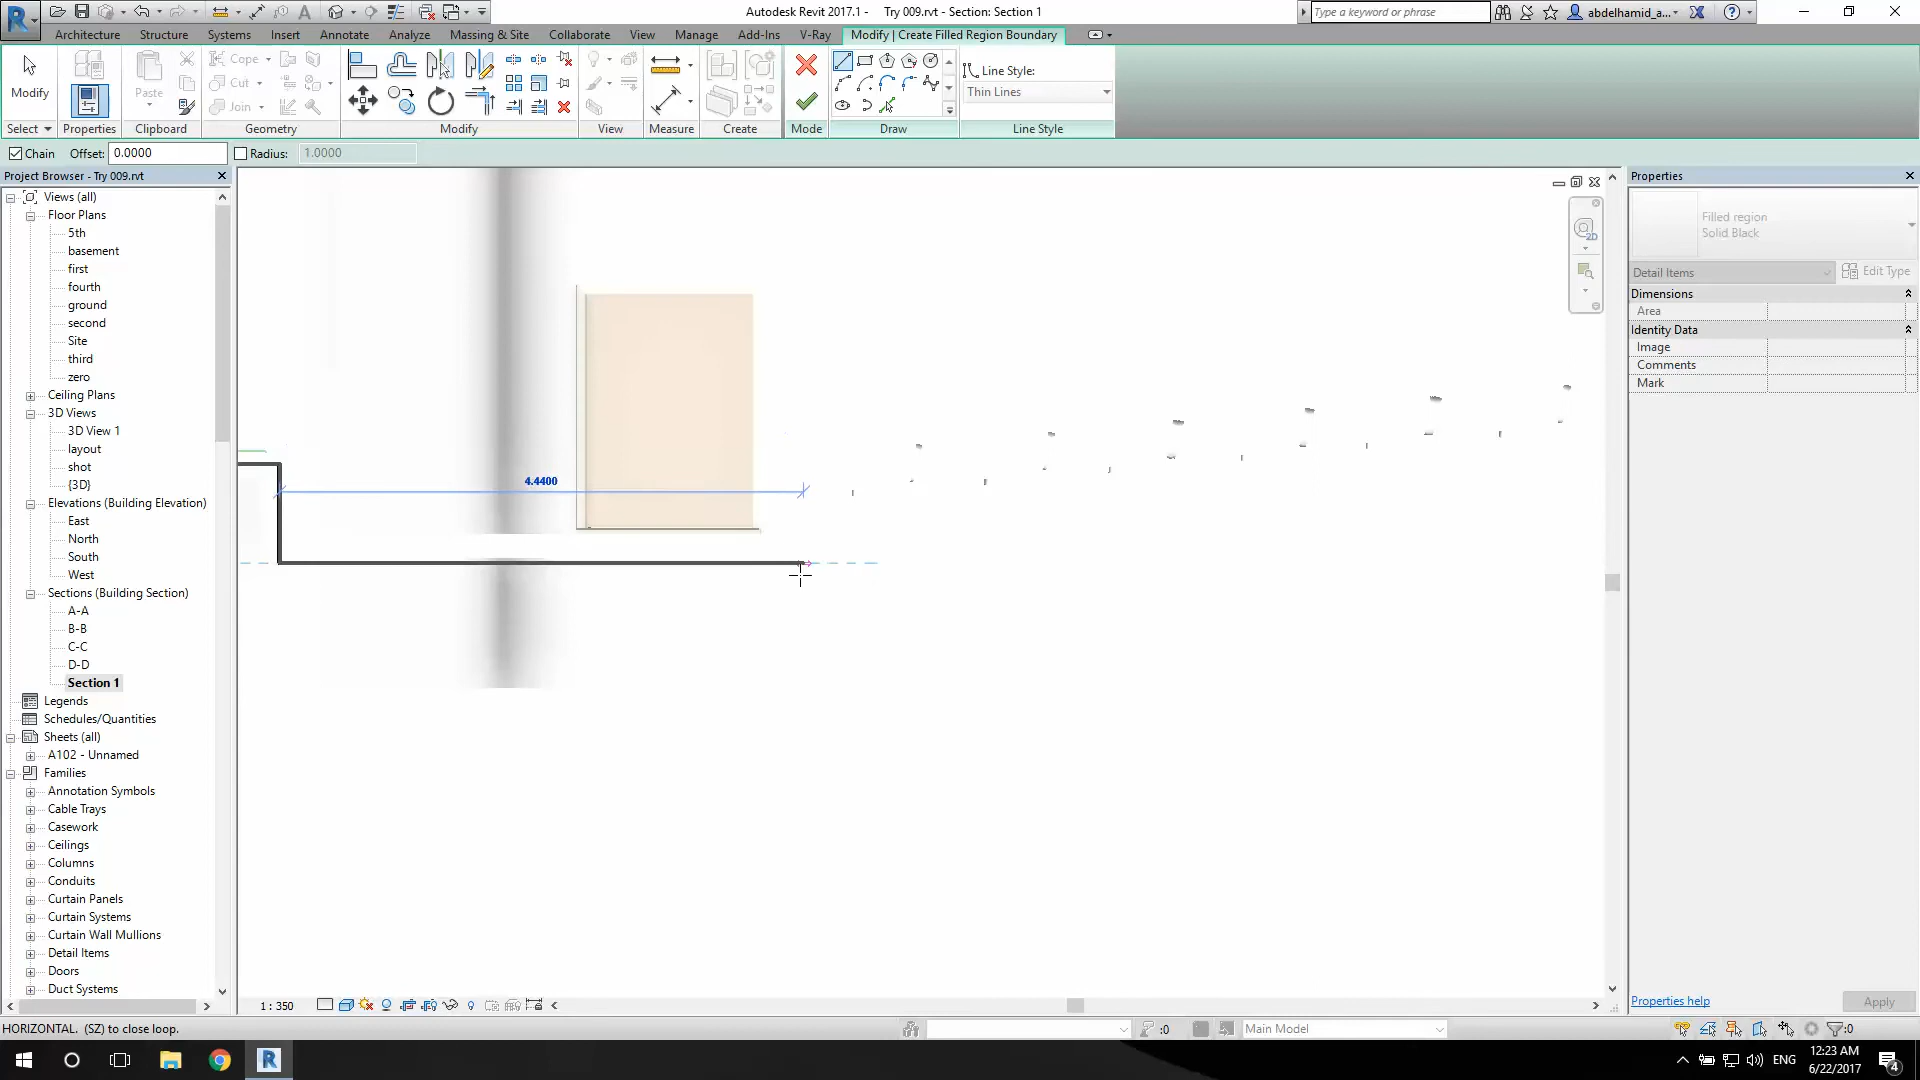 Autodesk Revit 2017.1 -     Try 009.rvt - Section: Section 1
Type a keyword or phrase
abdelhamid_a...
Architecture
Structure
Systems
Insert
Annotate
Analyze
Massing & Site
Collaborate
View
Manage
Add-Ins
V-Ray
Modify | Create Filled Region Boundary
Modify
Paste
Cope
Cut
Join
Line Style:
Thin Lines
Select
Properties
Clipboard
Geometry
Modify
View
Measure
Create
Mode
Draw
Line Style
Chain
Offset:
0.0000
Radius:
1.0000
Project Browser - Try 009.rvt
Views (all)
Floor Plans
5th
basement
first
fourth
ground
second
Site
third
zero
Ceiling Plans
3D Views
3D View 1
layout
shot
{3D}
Elevations (Building Elevation)
East
North
South
West
Sections (Building Section)
A-A
B-B
C-C
D-D
Section 1
Legends
Schedules/Quantities
Sheets (all)
A102 - Unnamed
Families
Annotation Symbols
Cable Trays
Casework
Ceilings
Columns
Conduits
Curtain Panels
Curtain Systems
Curtain Wall Mullions
Detail Items
Doors
Duct Systems
4.4400
2D
Properties
Filled region
Solid Black
Detail Items
Edit Type
Dimensions
Area
Identity Data
Image
Comments
Mark
Properties help
Apply
1 : 350
HORIZONTAL.  (SZ) to close loop.
:0
Main Model
:0
ENG
12:23 AM
6/22/2017
4